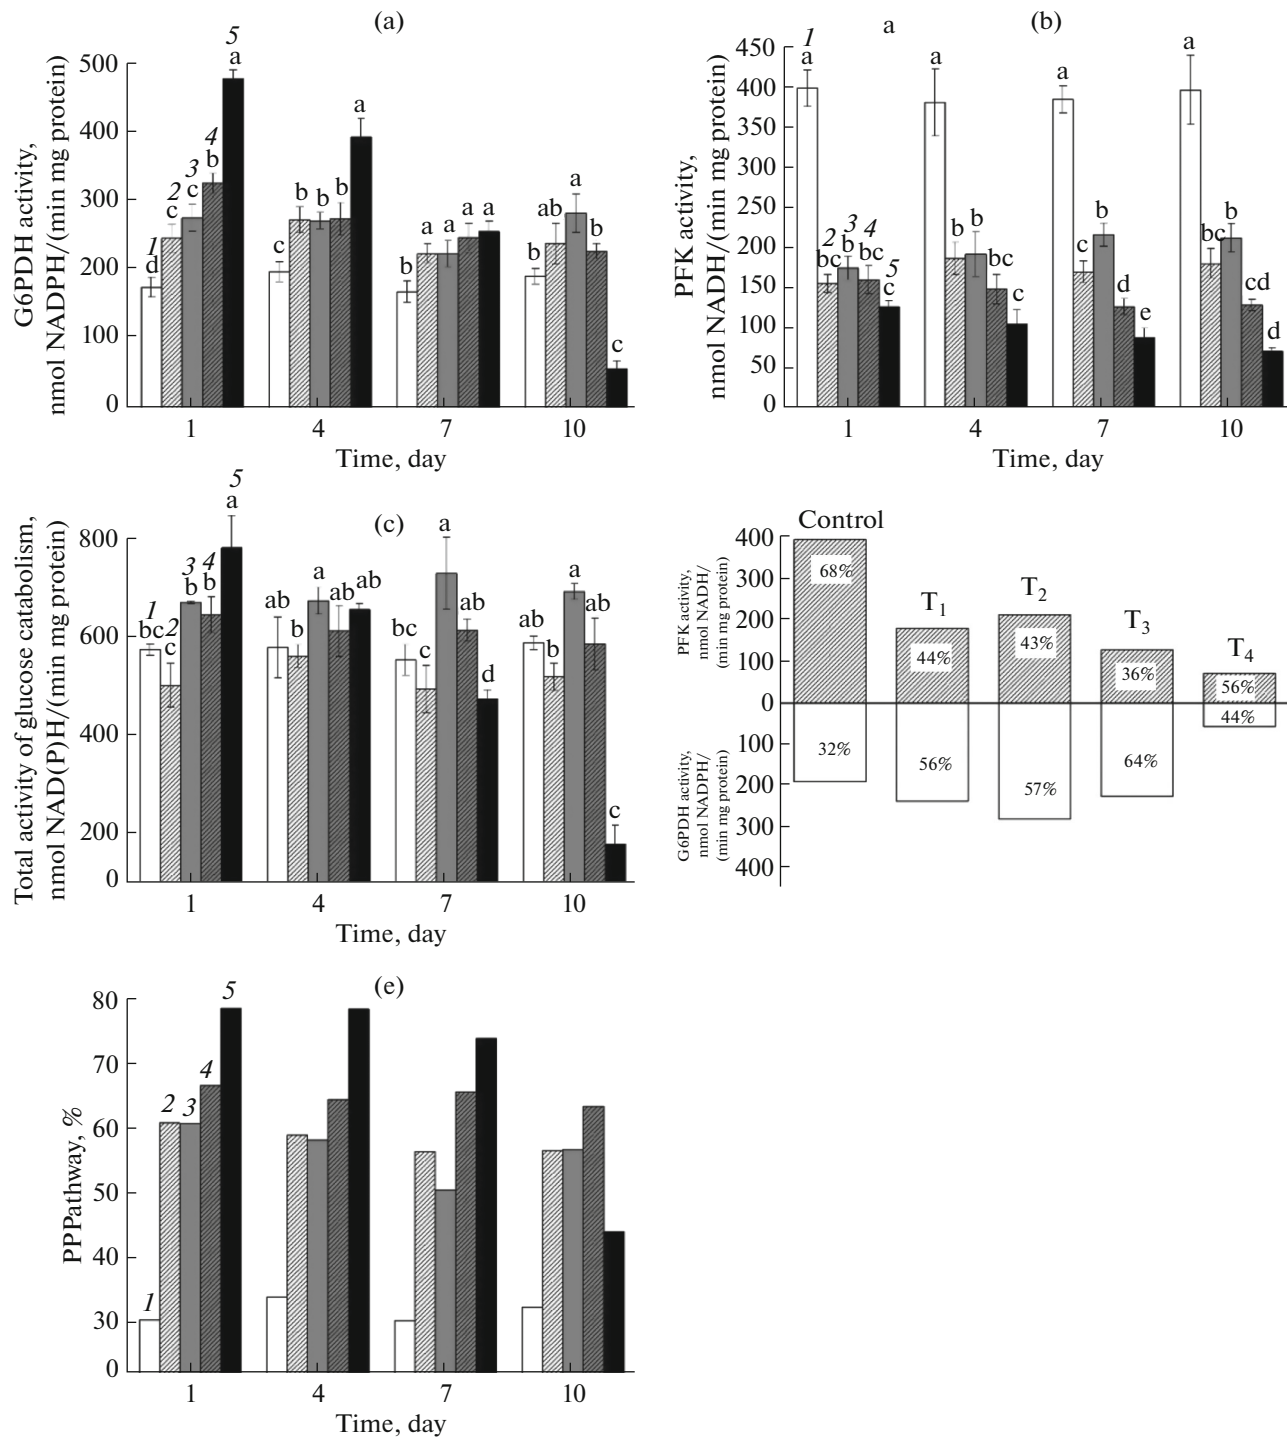 (a)
G6PDH activity,
nmol NADPH/(min mg protein)
500
400
300
200
100
0
1
d
2
c
3
c
4
b
5
a
c
b
b
b
a
b
a
a
a
a
b
ab
a
b
c
1
4
7
10
Time, day
(b)
a
PFK activity,
nmol NADH/(min mg protein)
450
400
350
300
250
200
150
100
50
0
1
a
2
bc
3
b
4
bc
5
c
a
b
b
bc
c
a
c
b
d
e
a
bc
b
cd
d
1
4
7
10
Time, day
(c)
Total activity of glucose catabolism,
nmol NAD(P)H/(min mg protein)
800
600
400
200
0
1
bc
2
c
3
b
4
b
5
a
ab
b
a
ab
ab
bc
c
a
ab
d
ab
b
a
ab
c
1
4
7
10
Time, day
PFK activity,
nmol NADH/
(min mg protein)
400
300
200
100
0
G6PDH activity,
nmol NADPH/
(min mg protein)
100
200
300
400
Control
T1
T2
T3
T4
68%
44%
43%
36%
56%
32%
56%
57%
64%
44%
(e)
PPPathway, %
80
70
60
50
40
30
0
1
2
3
4
5
1
4
7
10
Time, day